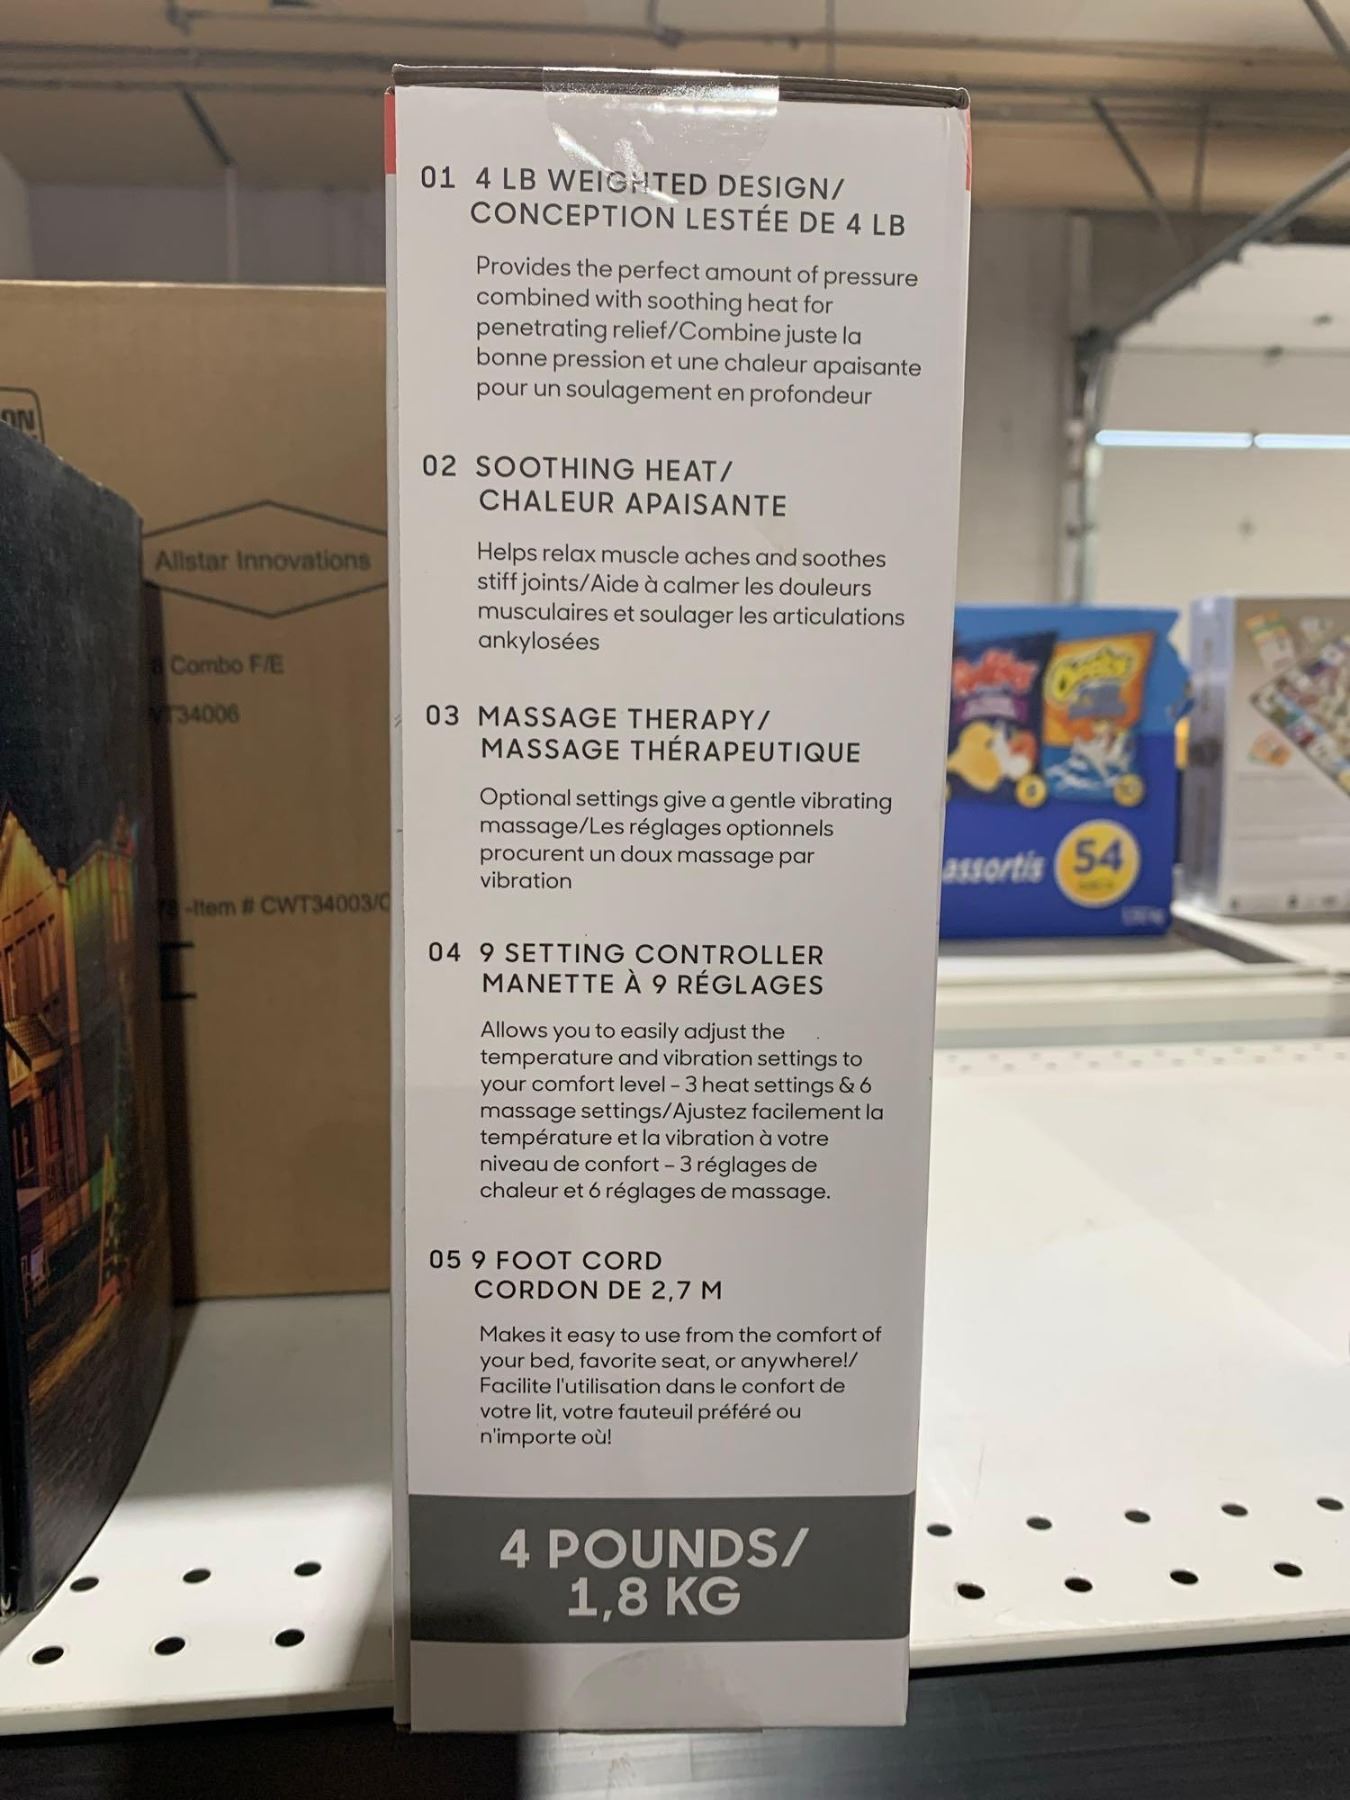 01 4 LB WEIGHTED DESIGN/
CONCEPTION LESTÉE DE 4 LB
Provides the perfect amount of pressure
combined with soothing heat for
penetrating relief/Combine juste la
bonne pression et une chaleur apaisante
pour un soulagement en profondeur
02 SOOTHING HEAT/
CHALEUR APAISANTE
Helps relax muscle aches and soothes
stiff joints/Aide à calmer les douleurs
musculaires et soulager les articulations
ankylosées
03 MASSAGE THERAPY/
MASSAGE THÉRAPEUTIQUE
Optional settings give a gentle vibrating
massage/Les réglages optionnels
procurent un doux massage par
vibration
04 9 SETTING CONTROLLER
MANETTE À 9 RÉGLAGES
Allows you to easily adjust the
temperature and vibration settings to
your comfort level – 3 heat settings & 6
massage settings/Ajustez facilement la
température et la vibration à votre
niveau de confort – 3 réglages de
chaleur et 6 réglages de massage.
05 9 FOOT CORD
CORDON DE 2,7 M
Makes it easy to use from the comfort of
your bed, favorite seat, or anywhere!/
Facilite l'utilisation dans le confort de
votre lit, votre fauteuil préféré ou
n'importe où!
4 POUNDS/
1,8 KG
ON
Allstar Innovations
Combo F/E
34006
-Item # CWT34003/C
Ruffles
Cheetos
assortis 54